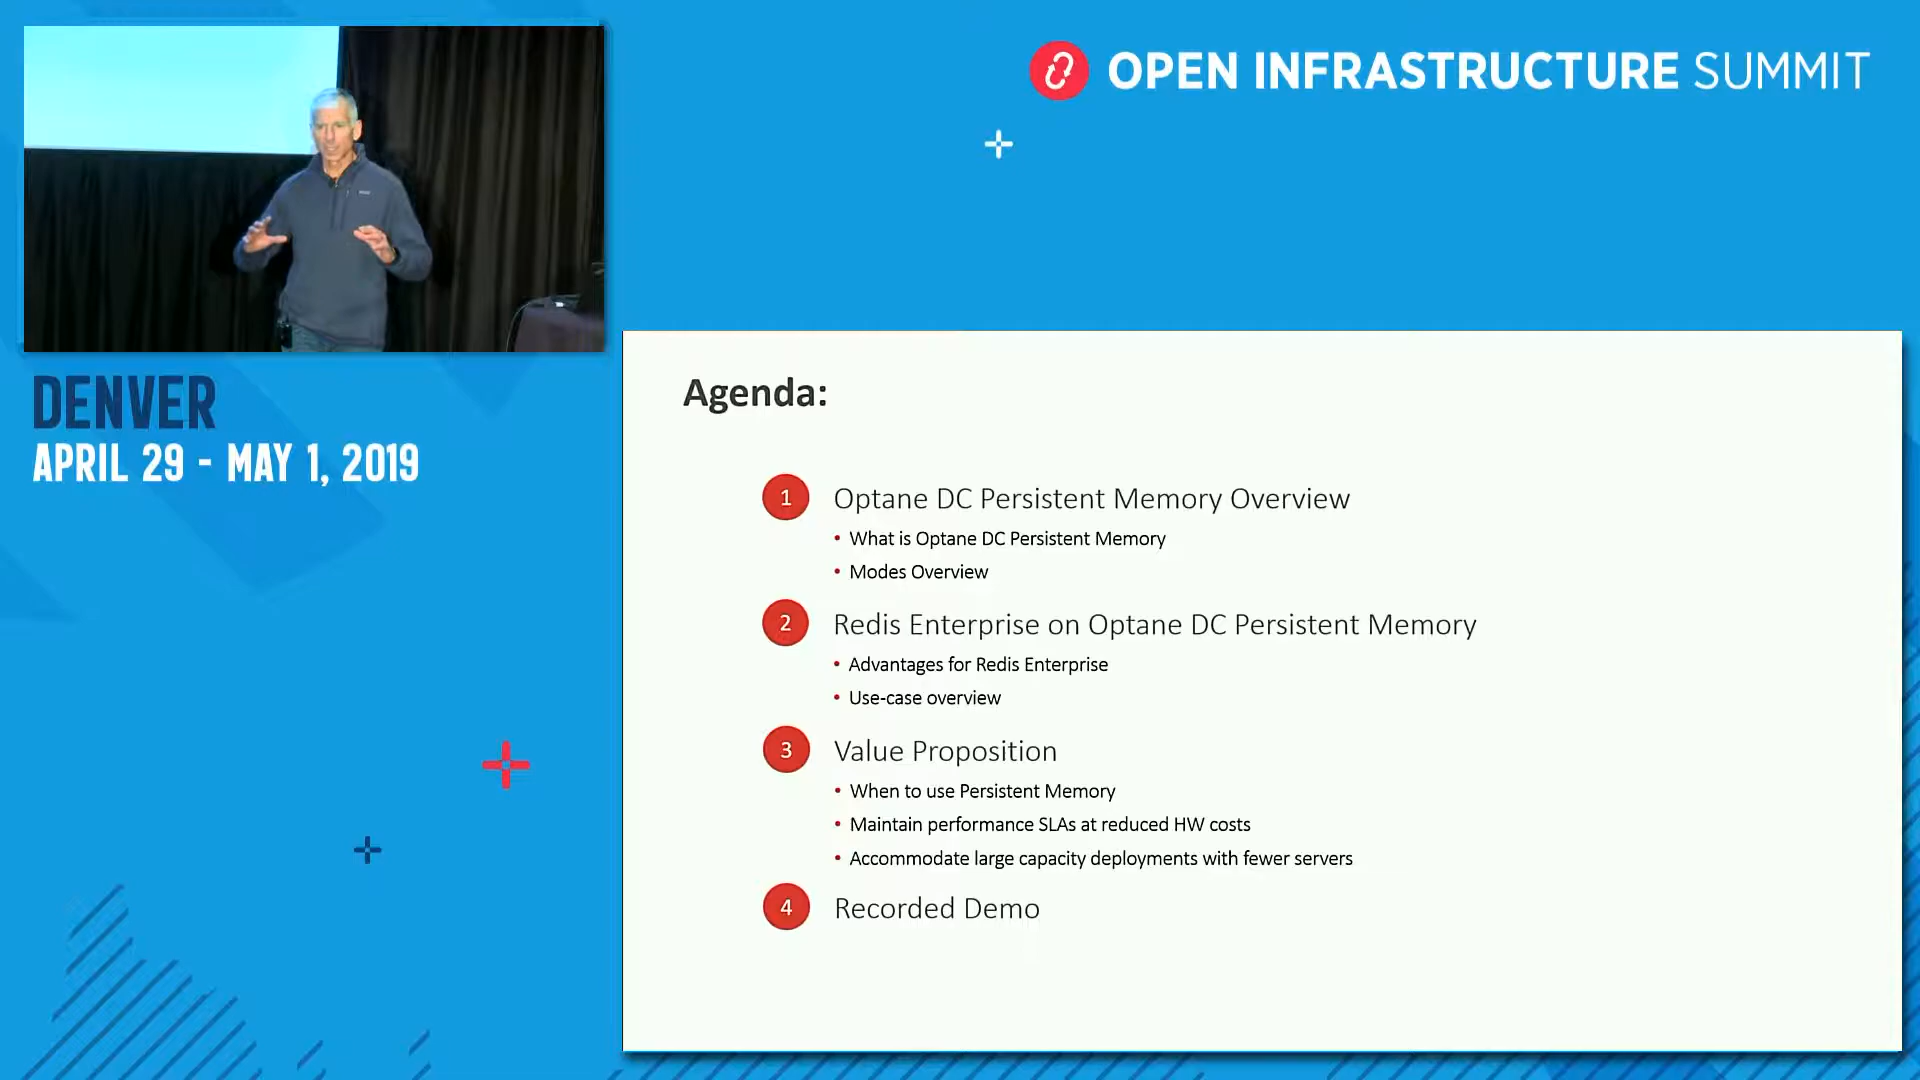 OPEN INFRASTRUCTURE SUMMIT
DENVER
APRIL 29 - MAY 1, 2019
Agenda:
1 Optane DC Persistent Memory Overview
• What is Optane DC Persistent Memory
• Modes Overview
2 Redis Enterprise on Optane DC Persistent Memory
• Advantages for Redis Enterprise
• Use-case overview
3 Value Proposition
• When to use Persistent Memory
• Maintain performance SLAs at reduced HW costs
• Accommodate large capacity deployments with fewer servers
4 Recorded Demo